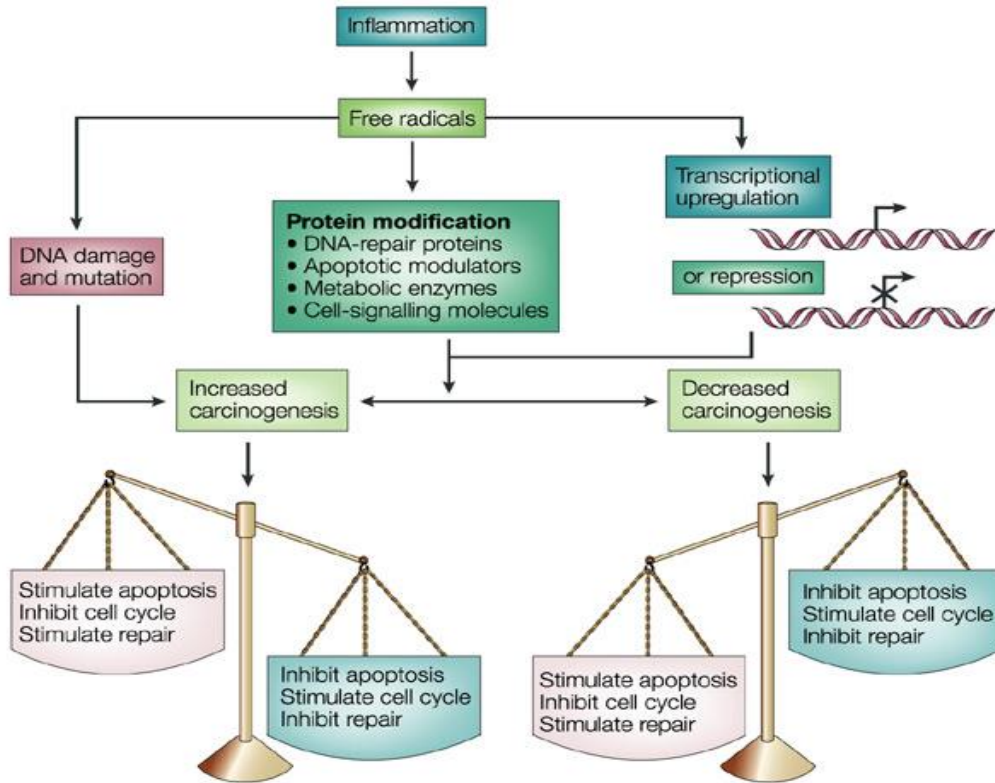 Inflammation
Free radicals
Transcriptional
upregulation
Protein modification
• DNA-repair proteins
• Apoptotic modulators
• Metabolic enzymes
• Cell-signalling molecules
DNA damage
and mutation
or repression
Increased
carcinogenesis
Decreased
carcinogenesis
Stimulate apoptosis
Inhibit cell cycle
Stimulate repair
Inhibit apoptosis
Stimulate cell cycle
Inhibit repair
Stimulate apoptosis
Inhibit cell cycle
Stimulate repair
Inhibit apoptosis
Stimulate cell cycle
Inhibit repair